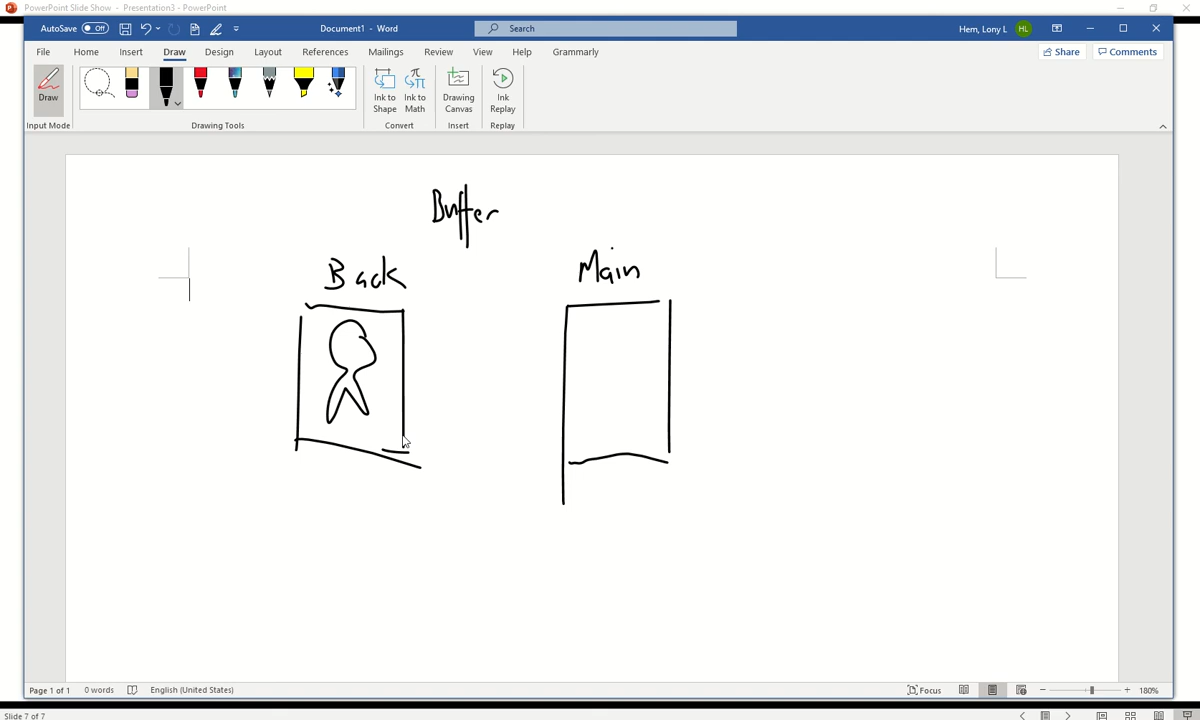 PowerPoint Slide Show - Presentation3 - PowerPoint
AutoSave Off Document1 - Word Search Hem, Lony L HL
File Home Insert Draw Design Layout References Mailings Review View Help Grammarly Share Comments
Draw Ink to Shape Ink to Math Drawing Canvas Ink Replay
Input Mode Drawing Tools Convert Insert Replay
Buffer
Back Main
Page 1 of 1 0 words English (United States) Focus 180%
Slide 7 of 7